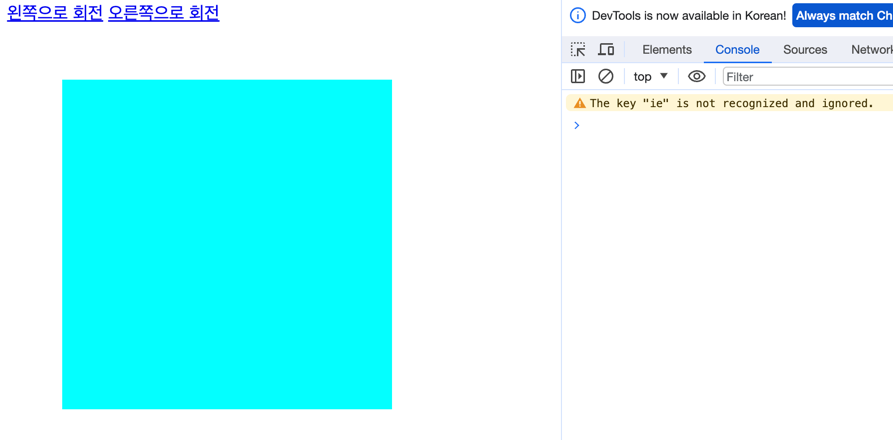 왼쪽으로 회전 오른쪽으로 회전
DevTools is now available in Korean! Always match Ch
Elements Console Sources Network
top Filter
The key "ie" is not recognized and ignored.